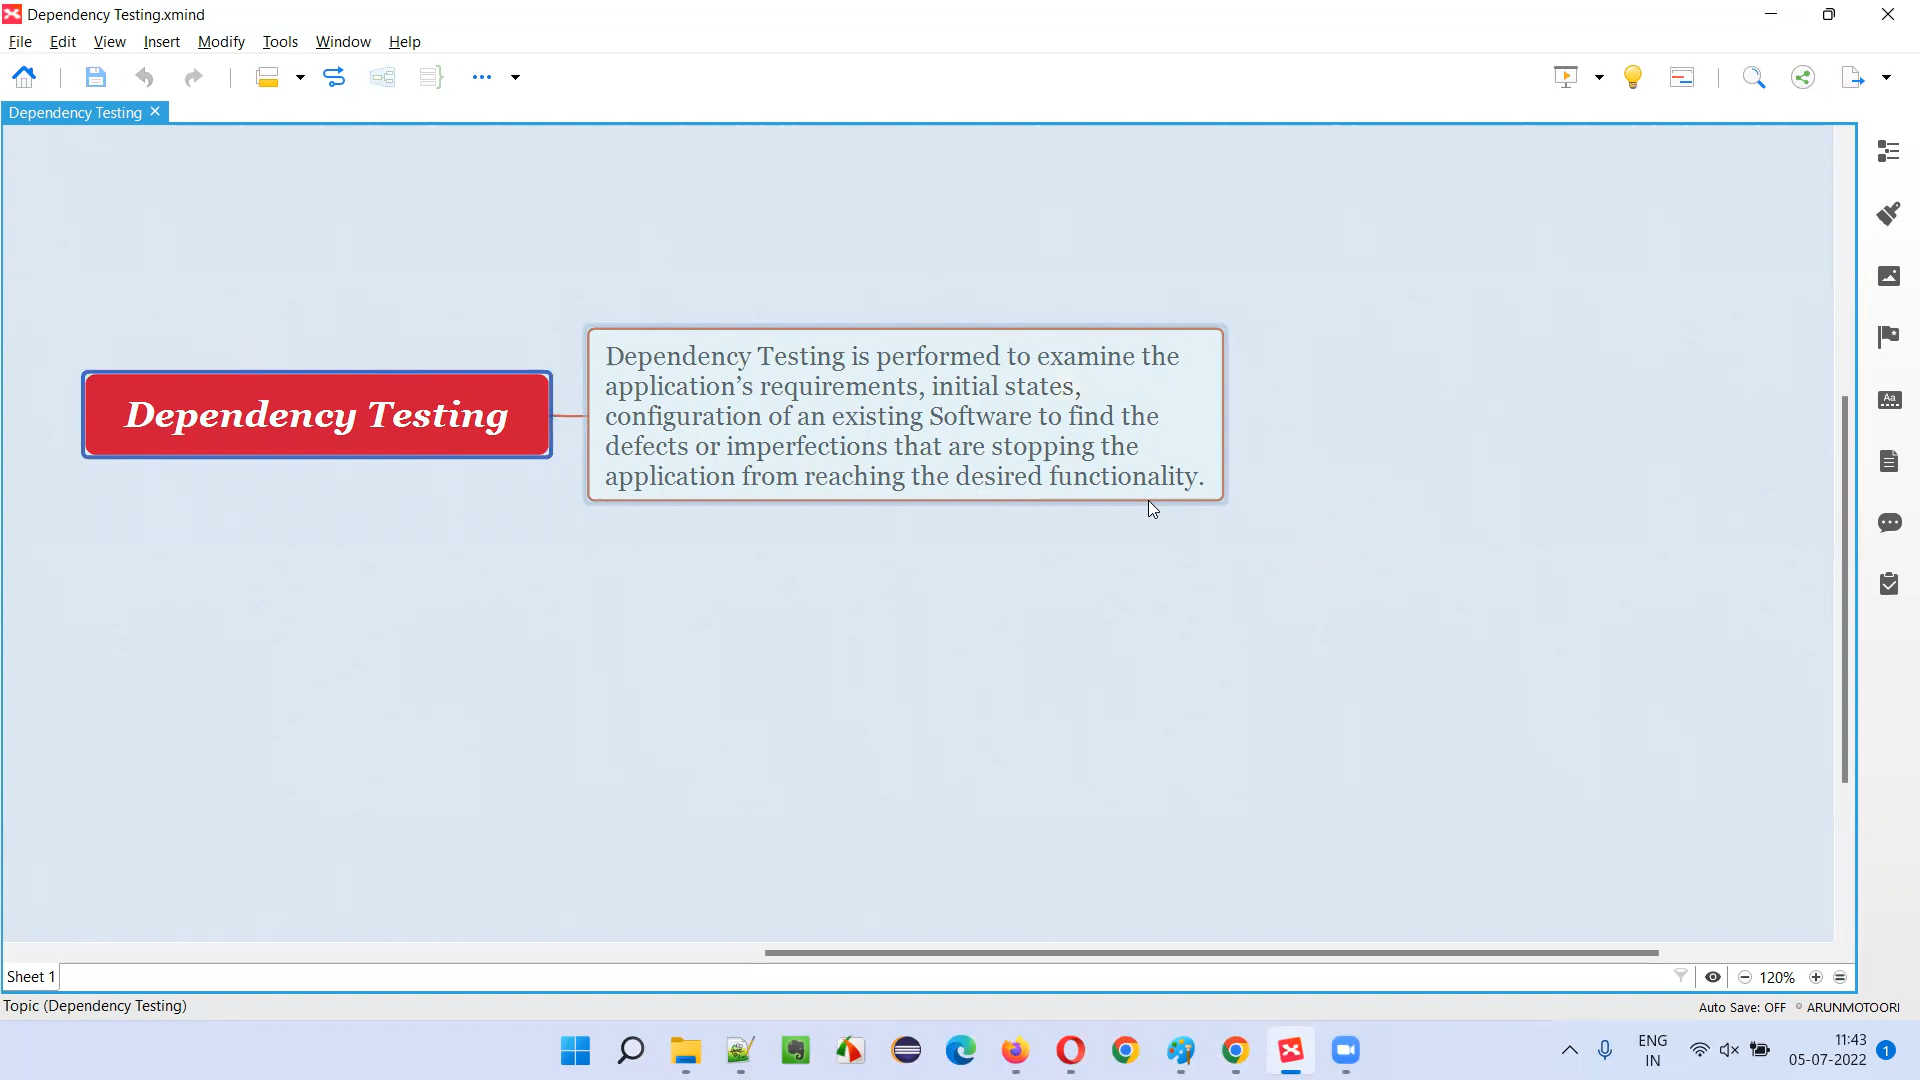 Dependency Testing.xmind
File Edit View Insert Modify Tools Window Help
Dependency Testing
Dependency Testing
Dependency Testing is performed to examine the
application’s requirements, initial states,
configuration of an existing Software to find the
defects or imperfections that are stopping the
application from reaching the desired functionality.
Aa
Sheet 1
120%
Topic (Dependency Testing)
Auto Save: OFF
ARUNMOTOORI
ENG
IN
11:43
05-07-2022
1